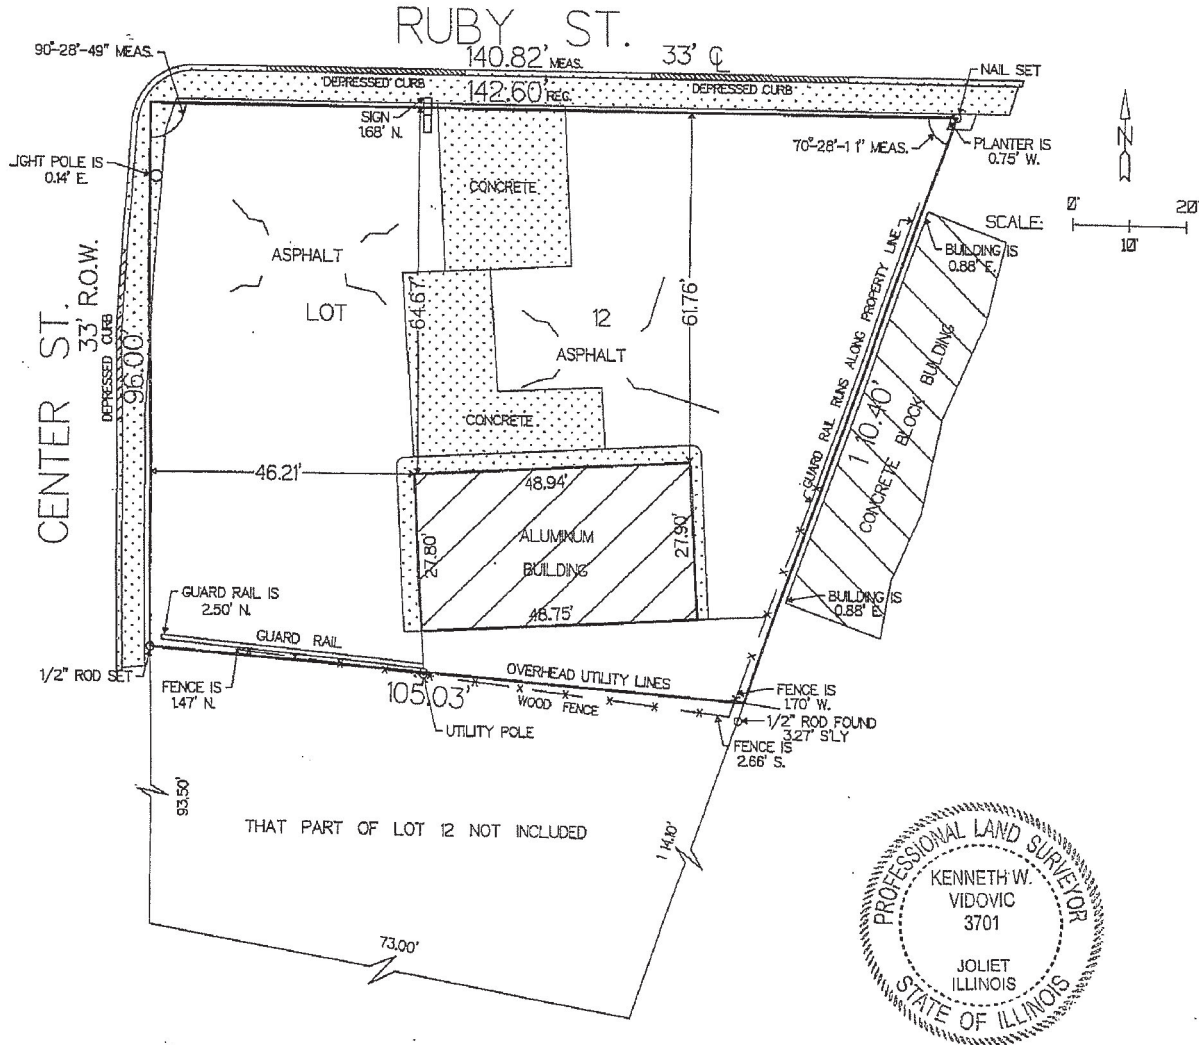 RUBY ST.
90°-28'-49" MEAS.
140.82' MEAS.
33' ℄
DEPRESSED CURB
142.60' REC.
DEPRESSED CURB
NAIL SET
SIGN
1.68' N.
70°-28'-11" MEAS.
PLANTER IS
0.75' W.
N
LIGHT POLE IS
0.14' E.
CONCRETE
0'
20'
SCALE:
10'
ASPHALT
LOT
12
ASPHALT
BUILDING IS
0.88' E.
64.67'
61.76'
CENTER ST.
33' R.O.W.
DEPRESSED CURB
96.00
GUARD RAIL RUNS ALONG PROPERTY LINE
110.40'
CONCRETE BLOCK BUILDING
CONCRETE
46.21'
48.94'
27.80'
ALUMINUM
BUILDING
27.90'
48.75'
GUARD RAIL IS
2.50' N.
BUILDING IS
0.88' E.
GUARD RAIL
1/2" ROD SET
FENCE IS
1.47' N.
105.03'
OVERHEAD UTILITY LINES
WOOD FENCE
UTILITY POLE
FENCE IS
1.70' W.
1/2" ROD FOUND
3.27' S'LY
FENCE IS
2.66' S.
93.50'
THAT PART OF LOT 12 NOT INCLUDED
114.10'
73.00'
PROFESSIONAL LAND SURVEYOR
KENNETH W.
VIDOVIC
3701
JOLIET
ILLINOIS
STATE OF ILLINOIS